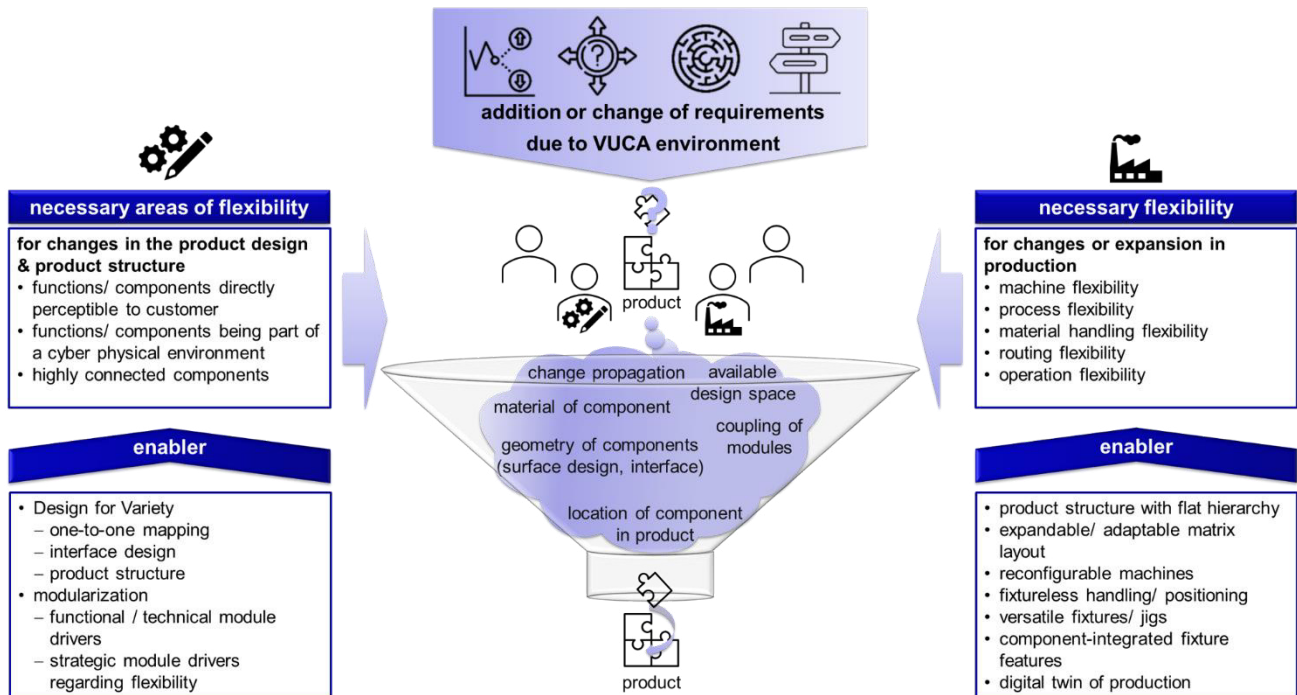 ?
addition or change of requirements
due to VUCA environment
necessary areas of flexibility
for changes in the product design
& product structure
• functions/ components directly
perceptible to customer
• functions/ components being part of
a cyber physical environment
• highly connected components
enabler
• Design for Variety
– one-to-one mapping
– interface design
– product structure
• modularization
– functional / technical module
drivers
– strategic module drivers
regarding flexibility
?
product
change propagation
available
design space
material of component
coupling of
modules
geometry of components
(surface design, interface)
location of component
in product
product
necessary flexibility
for changes or expansion in
production
• machine flexibility
• process flexibility
• material handling flexibility
• routing flexibility
• operation flexibility
enabler
• product structure with flat hierarchy
• expandable/ adaptable matrix
layout
• reconfigurable machines
• fixtureless handling/ positioning
• versatile fixtures/ jigs
• component-integrated fixture
features
• digital twin of production